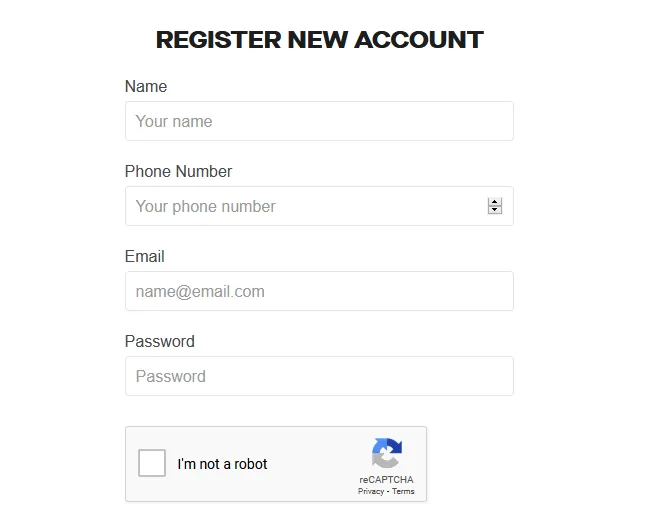 REGISTER NEW ACCOUNT
Name
Your name
Phone Number
Your phone number
Email
name@email.com
Password
Password
I'm not a robot
reCAPTCHA
Privacy - Terms